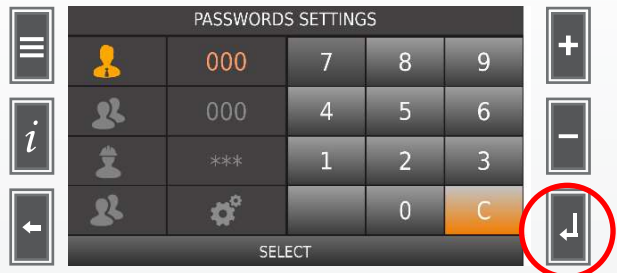 PASSWORDS SETTINGS
000 7 8 9 +
i 000 4 5 6 −
*** 1 2 3
0 C
SELECT